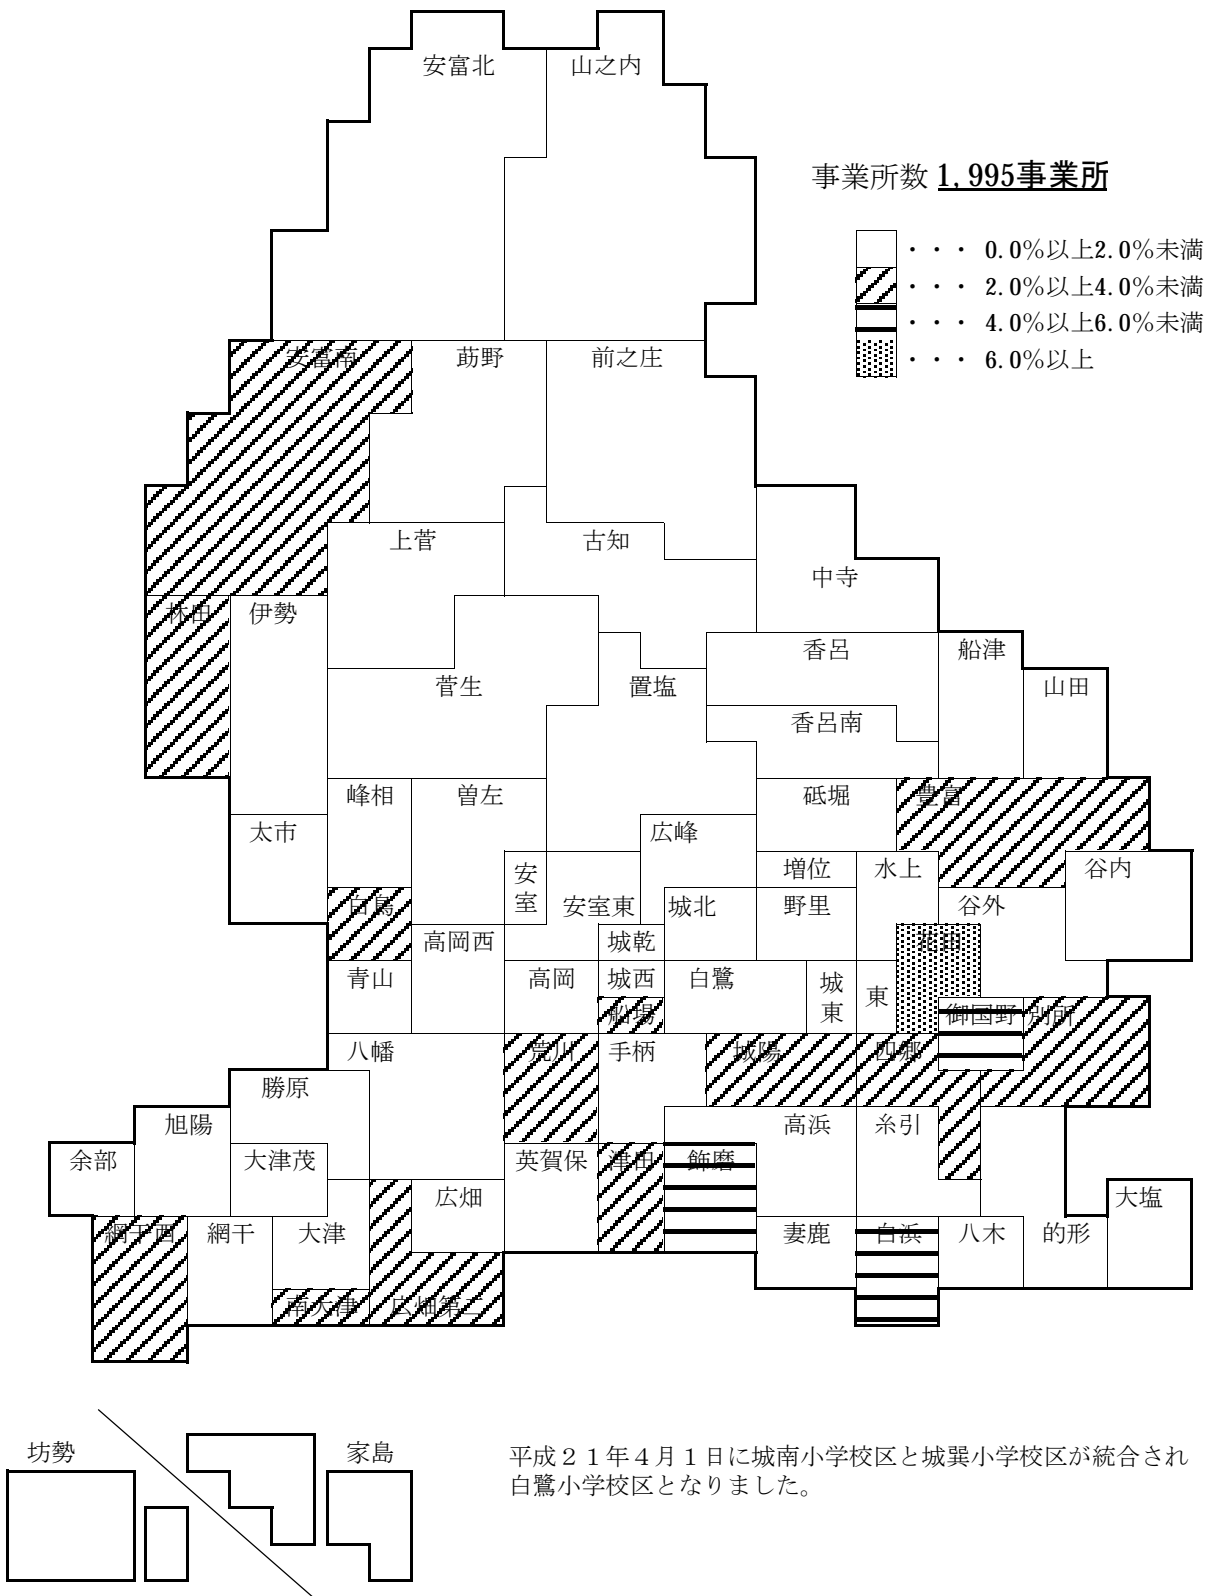 安富北
山之内
事業所数 1,995事業所
・・・ 0.0%以上2.0%未満
・・・ 2.0%以上4.0%未満
・・・ 4.0%以上6.0%未満
・・・ 6.0%以上
安富南
莇野
前之庄
上菅
古知
中寺
林田
伊勢
香呂
船津
菅生
置塩
山田
香呂南
峰相
曽左
砥堀
豊富
太市
広峰
安室
増位
水上
谷内
白鳥
安室東
城北
野里
谷外
高岡西
城乾
花田
青山
高岡
城西
白鷺
城東
東
船場
御国野
別所
八幡
荒川
手柄
城陽
四郷
勝原
旭陽
高浜
糸引
余部
大津茂
英賀保
津田
飾磨
広畑
大塩
網干西
網干
大津
妻鹿
白浜
八木
的形
南大津
広畑第二
坊勢
家島
平成21年4月1日に城南小学校区と城巽小学校区が統合され
白鷺小学校区となりました。